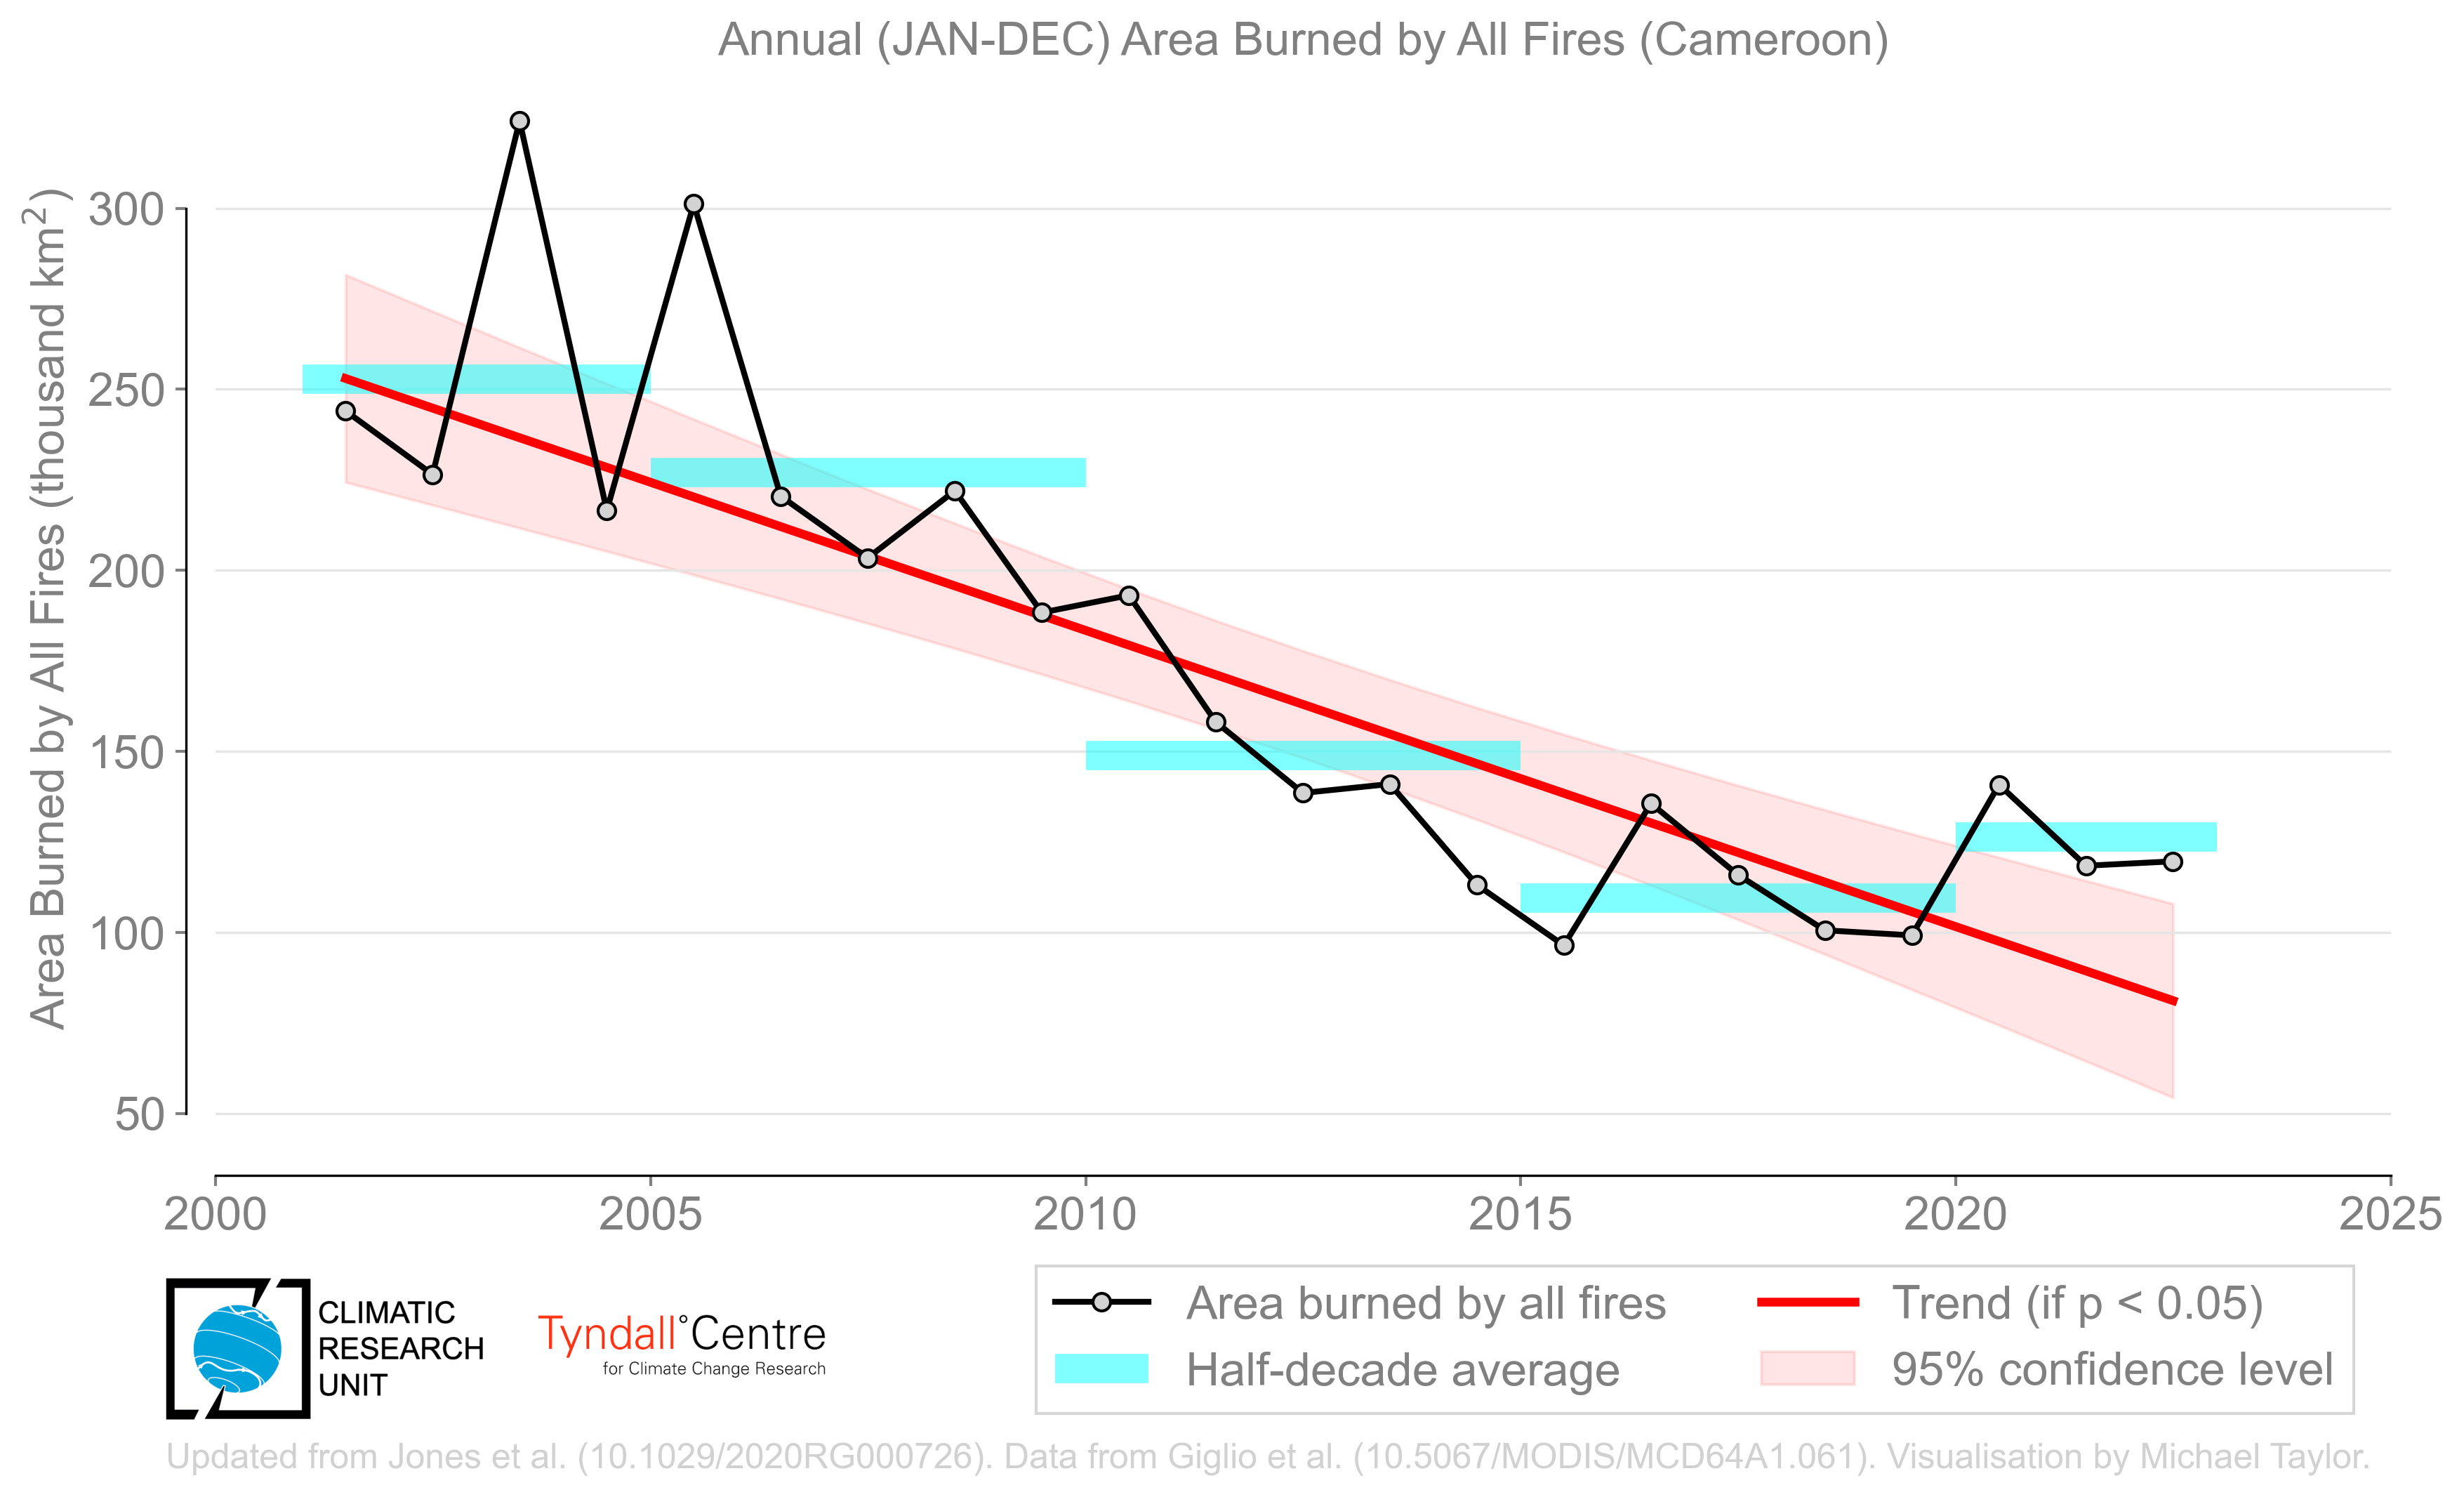 Annual (JAN-DEC) Area Burned by All Fires (Cameroon)
Area Burned by All Fires (thousand km²)
300
250
200
150
100
50
2000 2005 2010 2015 2020 2025
CLIMATIC
RESEARCH
UNIT
Tyndall°Centre
for Climate Change Research
Area burned by all fires
Half-decade average
Trend (if p < 0.05)
95% confidence level
Updated from Jones et al. (10.1029/2020RG000726). Data from Giglio et al. (10.5067/MODIS/MCD64A1.061). Visualisation by Michael Taylor.